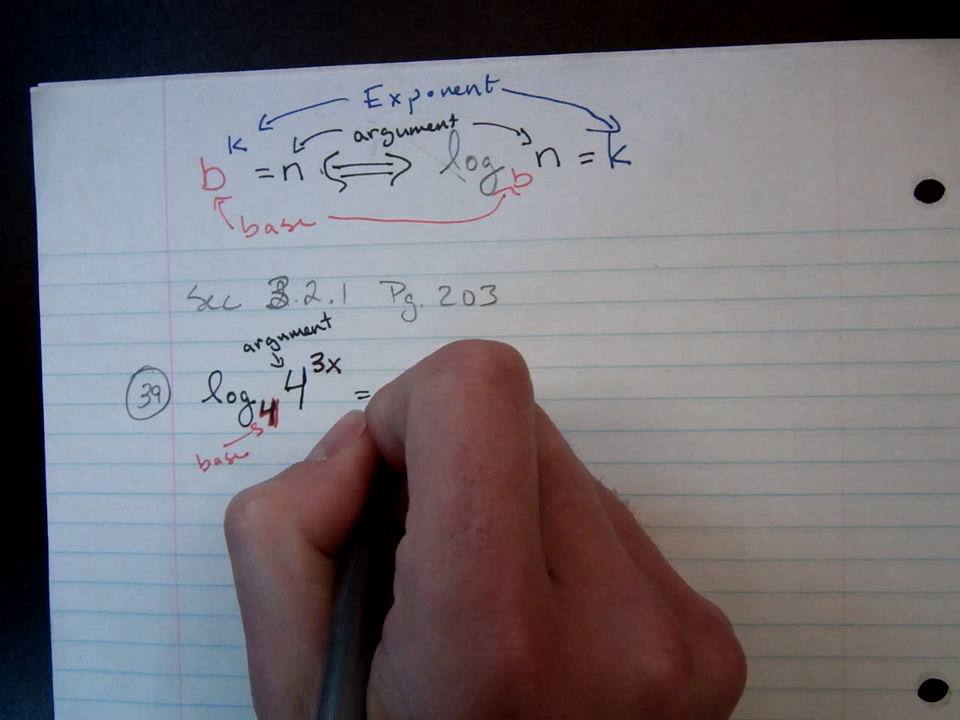 Exponent
argument
b^k = n ⟺ log_b n = k
base
Sec 3.2.1 Pg. 203
argument
39 log_4 4^3x =
base